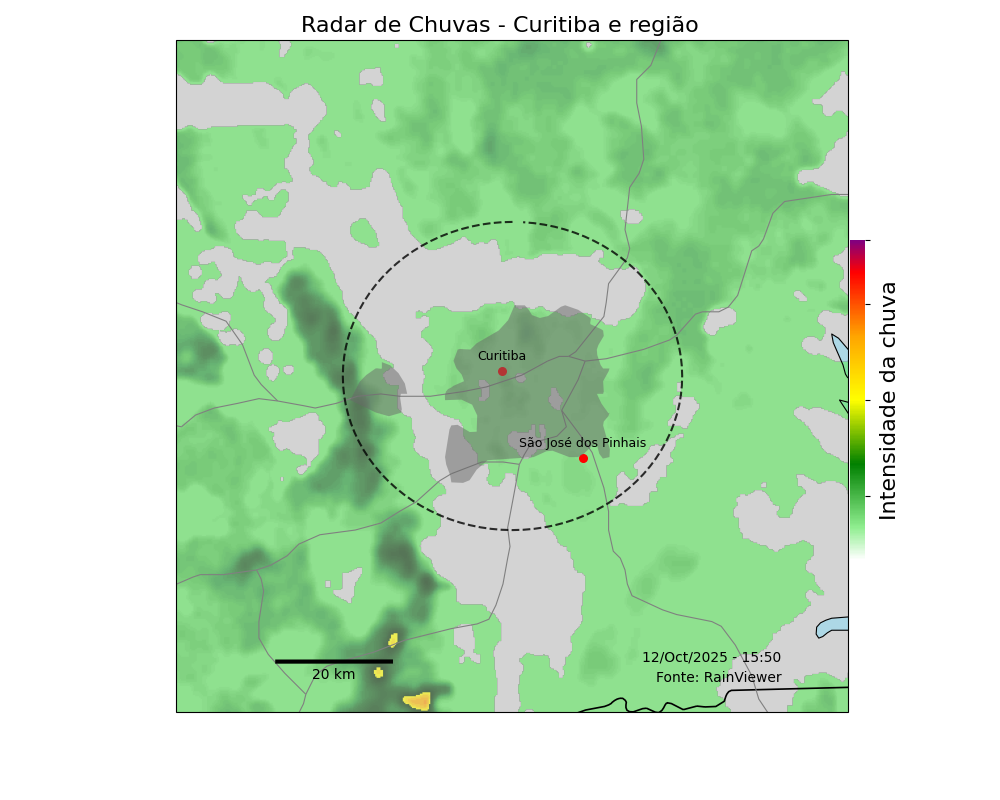 Radar de Chuvas - Curitiba e região
Curitiba
São José dos Pinhais
Intensidade da chuva
12/Oct/2025 - 15:50
Fonte: RainViewer
20 km